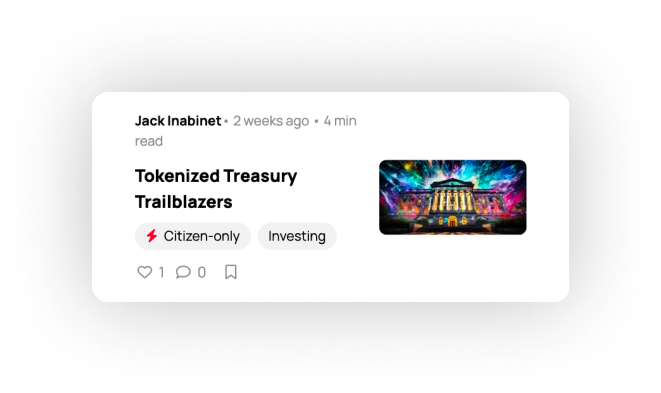 Jack Inabinet • 2 weeks ago • 4 min
read
Tokenized Treasury
Trailblazers
Citizen-only Investing
1 0